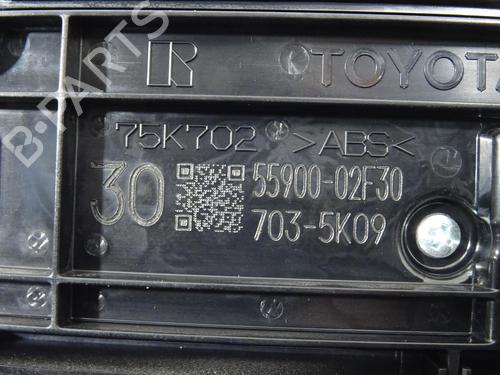 R TOYOTA
75K702 >ABS<
30 55900-02F30
703-5K09
B-PARTS